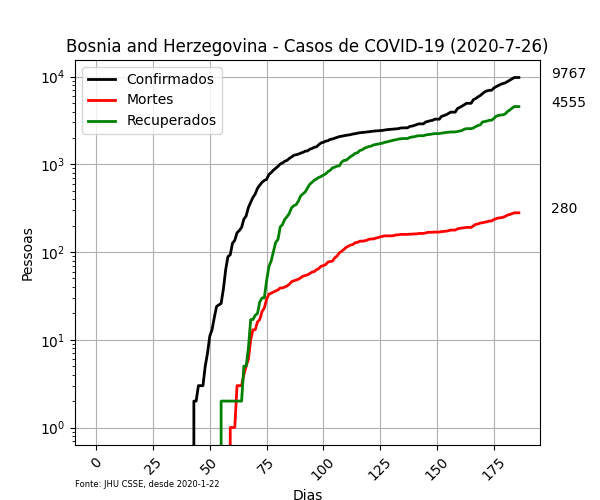 Bosnia and Herzegovina - Casos de COVID-19 (2020-7-26)
Confirmados
Mortes
Recuperados
10⁴
10³
10²
10¹
10⁰
Pessoas
9767
4555
280
0
25
50
75
100
125
150
175
Fonte: JHU CSSE, desde 2020-1-22
Dias